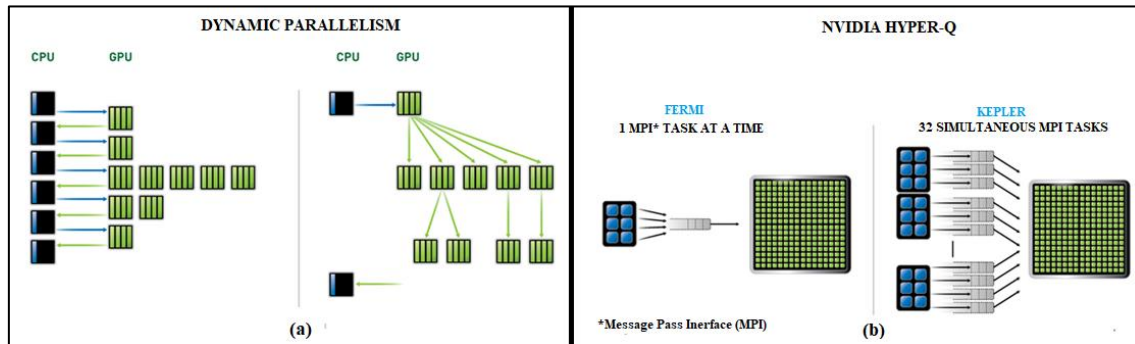 DYNAMIC PARALLELISM
CPU GPU
CPU GPU
(a)
NVIDIA HYPER-Q
FERMI
1 MPI* TASK AT A TIME
KEPLER
32 SIMULTANEOUS MPI TASKS
*Message Pass Inerface (MPI)
(b)